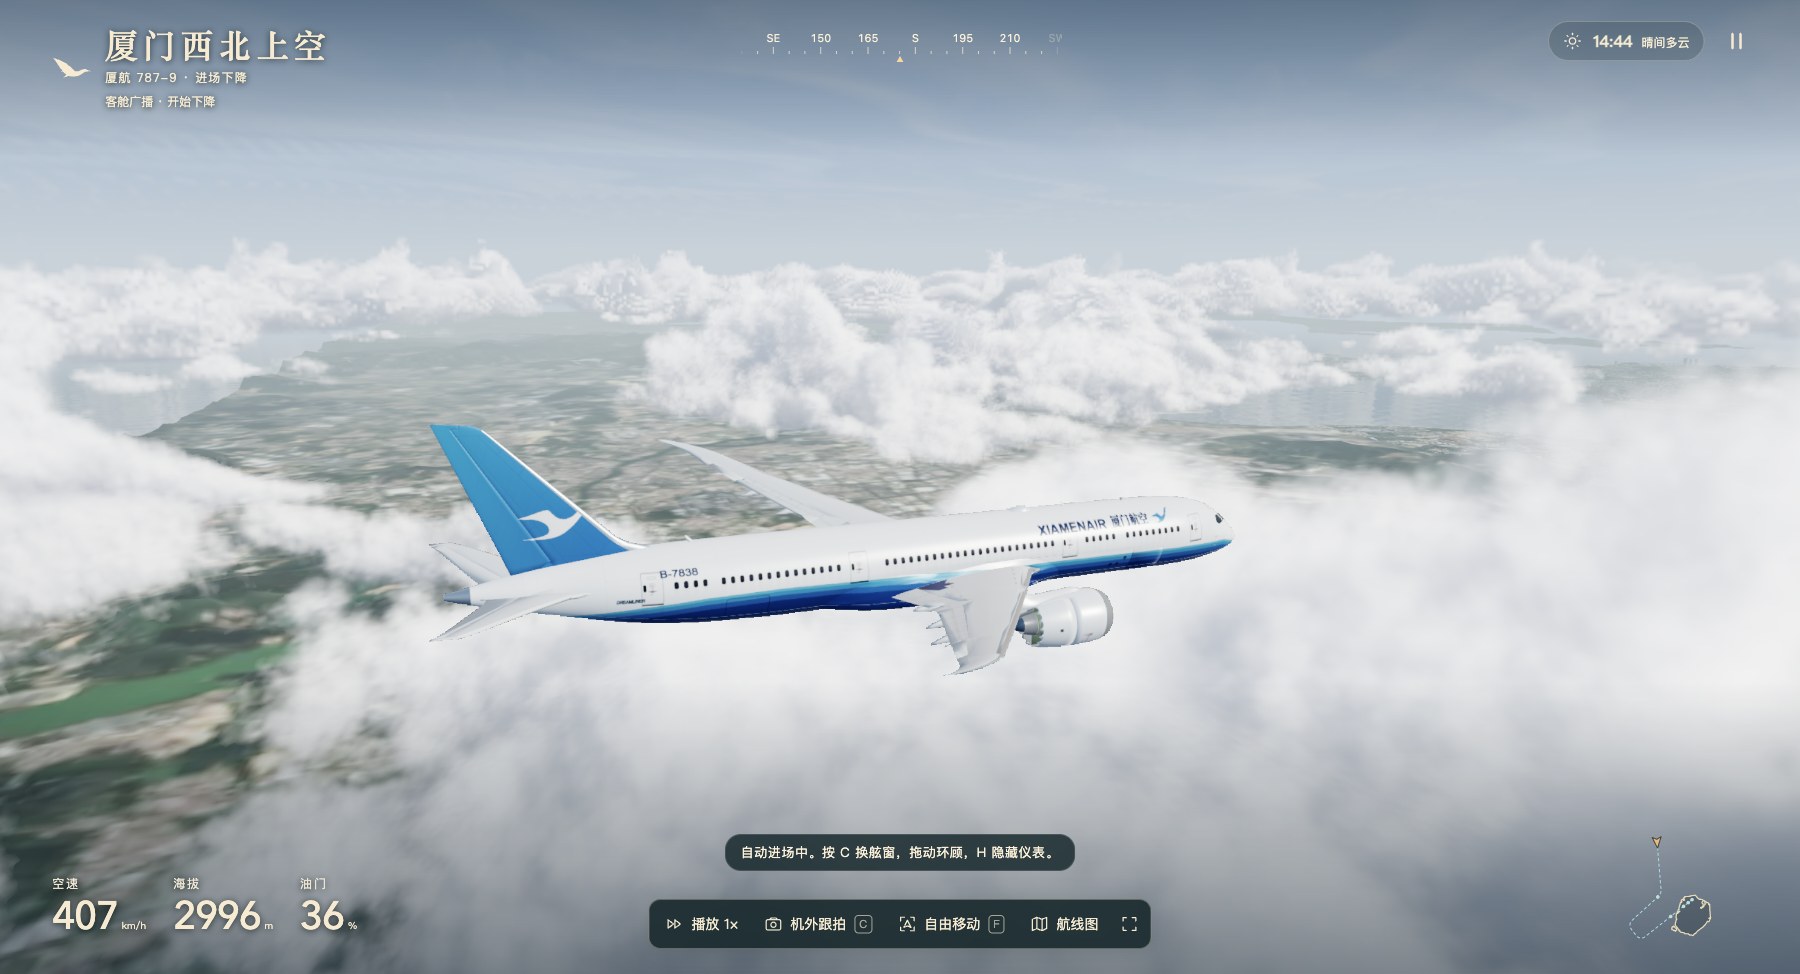 厦门西北上空
厦航 787–9 · 进场下降
客舱广播 · 开始下降
SE 150 165 S 195 210 SW
14:44 晴间多云
XIAMENAIR 厦门航空
B-7838
自动进场中。按 C 换舷窗，拖动环顾，H 隐藏仪表。
空速 海拔 油门
407 km/h 2996 m 36 %
播放 1x 机外跟拍 C 自由移动 F 航线图